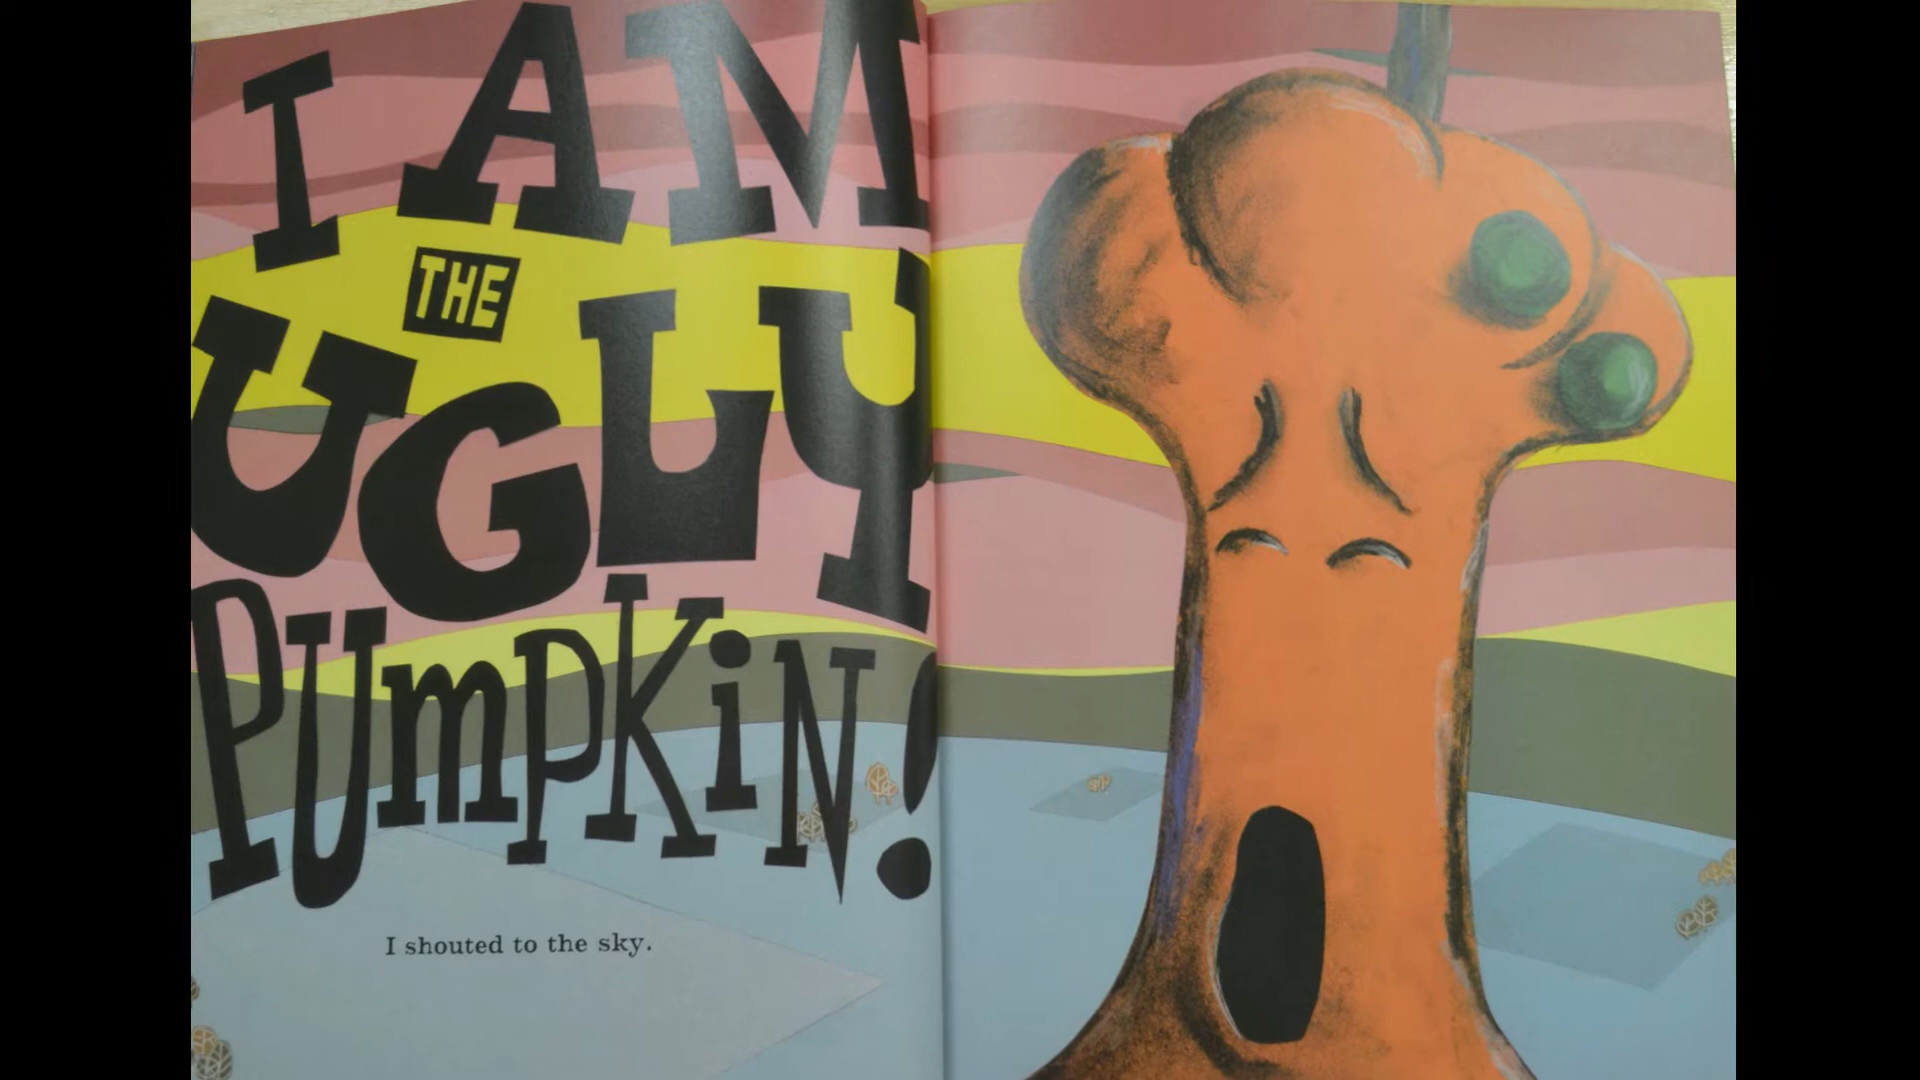 I AM
THE
UGLY
PUmPKiN!
I shouted to the sky.